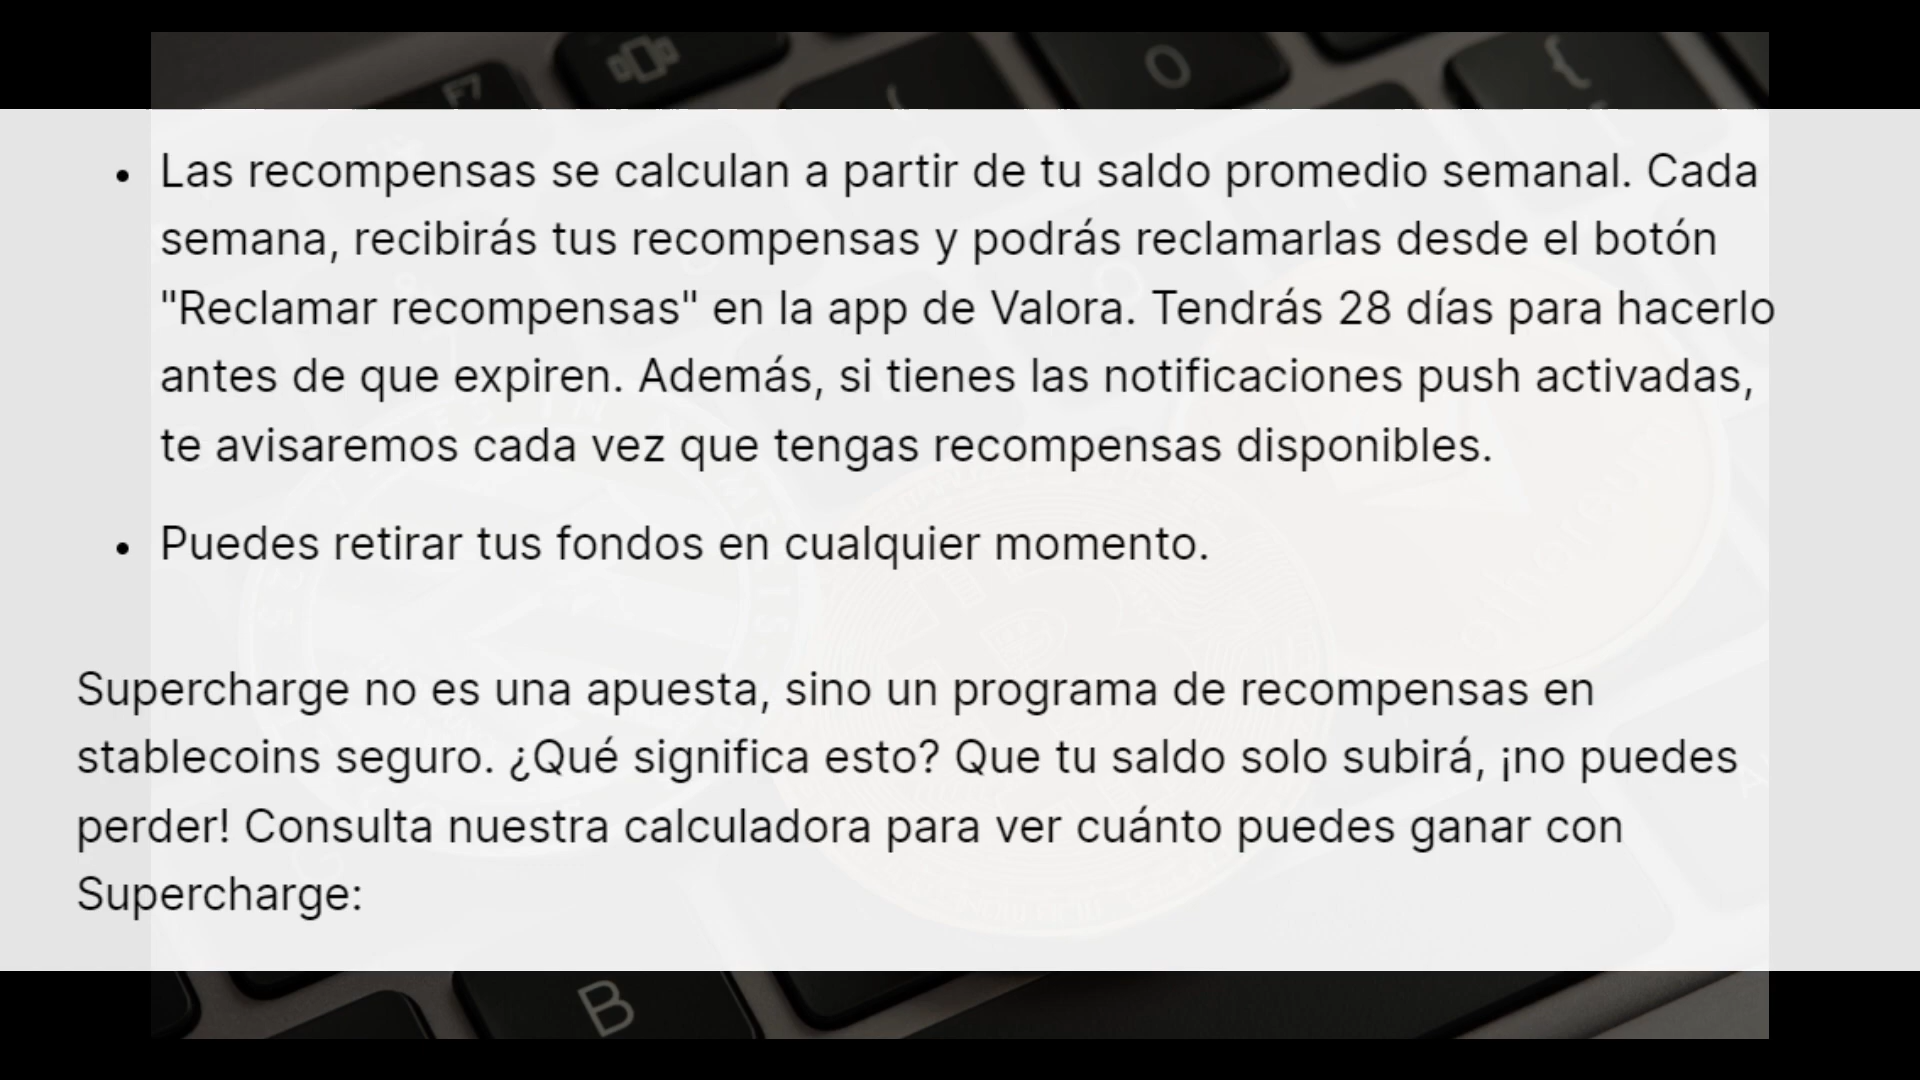 • Las recompensas se calculan a partir de tu saldo promedio semanal. Cada
semana, recibirás tus recompensas y podrás reclamarlas desde el botón
"Reclamar recompensas" en la app de Valora. Tendrás 28 días para hacerlo
antes de que expiren. Además, si tienes las notificaciones push activadas,
te avisaremos cada vez que tengas recompensas disponibles.
• Puedes retirar tus fondos en cualquier momento.
Supercharge no es una apuesta, sino un programa de recompensas en
stablecoins seguro. ¿Qué significa esto? Que tu saldo solo subirá, ¡no puedes
perder! Consulta nuestra calculadora para ver cuánto puedes ganar con
Supercharge:
F7
O
{
B